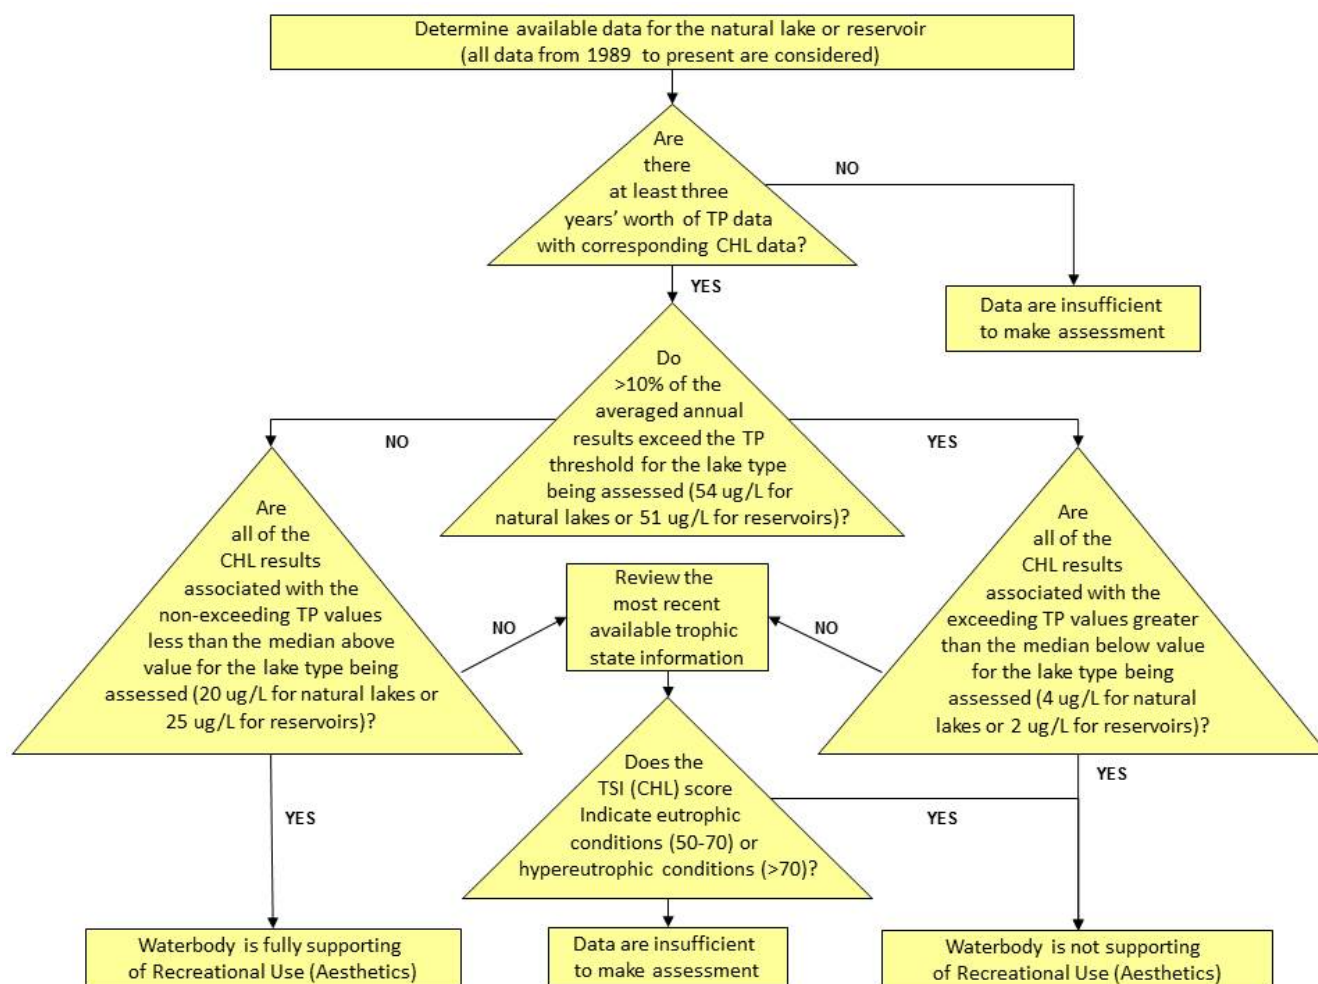 Determine available data for the natural lake or reservoir
(all data from 1989 to present are considered)
Are
there
at least three
years' worth of TP data
with corresponding CHL data?
NO
YES
Data are insufficient
to make assessment
Do
>10% of the
averaged annual
results exceed the TP
threshold for the lake type
being assessed (54 ug/L for
natural lakes or 51 ug/L for reservoirs)?
NO
YES
Are
all of the
CHL results
associated with the
non-exceeding TP values
less than the median above
value for the lake type being
assessed (20 ug/L for natural lakes or
25 ug/L for reservoirs)?
NO
Review the
most recent
available trophic
state information
NO
Are
all of the
CHL results
associated with the
exceeding TP values greater
than the median below value
for the lake type being
assessed (4 ug/L for natural
lakes or 2 ug/L for reservoirs)?
YES
Does the
TSI (CHL) score
Indicate eutrophic
conditions (50-70) or
hypereutrophic conditions (>70)?
YES
YES
Waterbody is fully supporting
of Recreational Use (Aesthetics)
Data are insufficient
to make assessment
Waterbody is not supporting
of Recreational Use (Aesthetics)